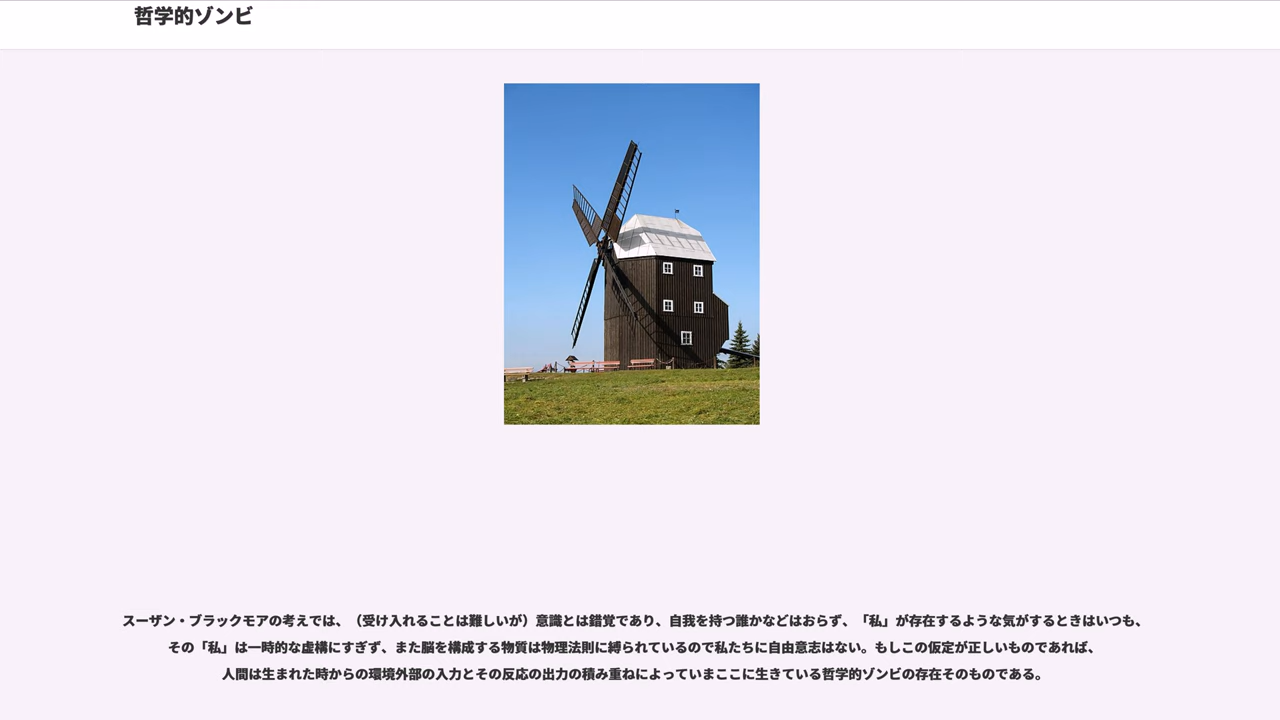 哲学的ゾンビ
スーザン・ブラックモアの考えでは、（受け入れることは難しいが）意識とは錯覚であり、自我を持つ誰かなどはおらず、「私」が存在するような気がするときはいつも、
その「私」は一時的な虚構にすぎず、また脳を構成する物質は物理法則に縛られているので私たちに自由意志はない。もしこの仮定が正しいものであれば、
人間は生まれた時からの環境外部の入力とその反応の出力の積み重ねによっていまここに生きている哲学的ゾンビの存在そのものである。